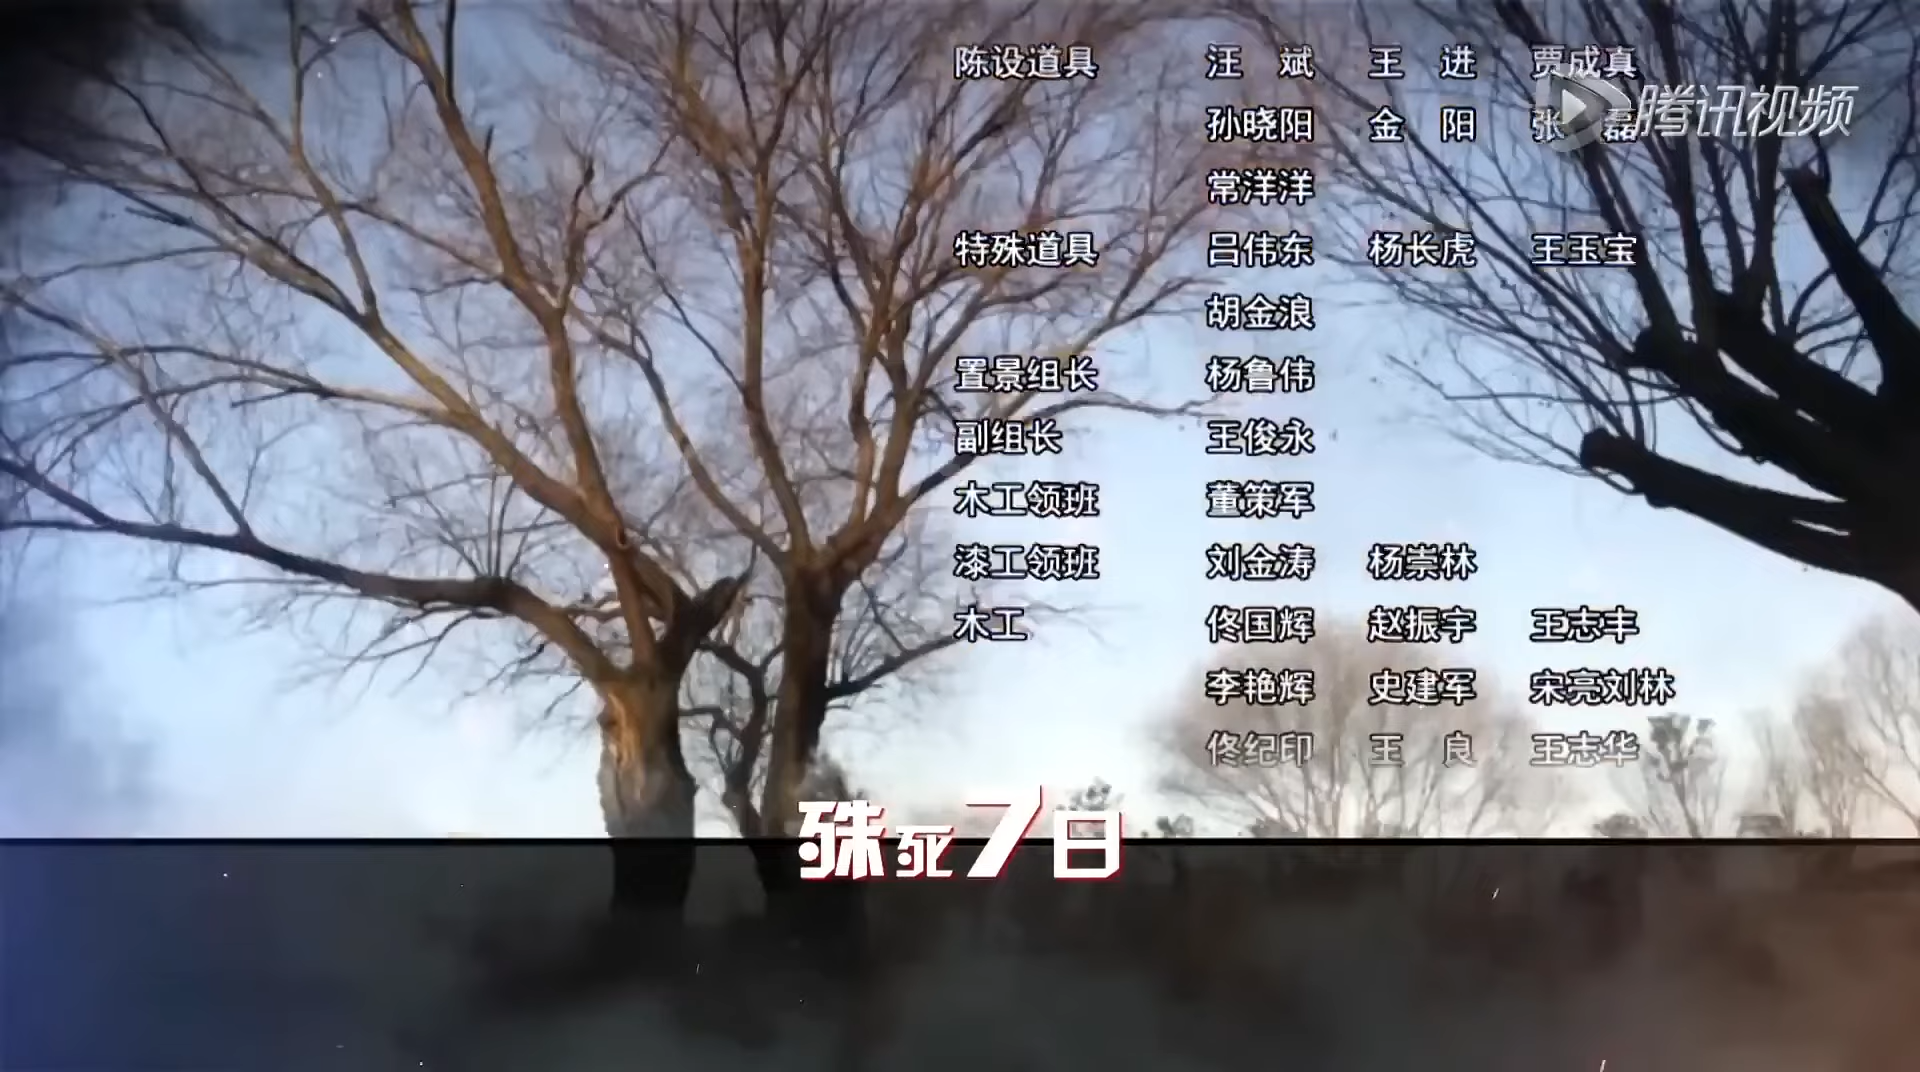 陈设道具 汪 斌 王 进 贾成真
腾讯视频
孙晓阳 金 阳 张 磊
常洋洋
特殊道具 吕伟东 杨长虎 王玉宝
胡金浪
置景组长 杨鲁伟
副组长 王俊永
木工领班 董策军
漆工领班 刘金涛 杨崇林
木工 佟国辉 赵振宇 王志丰
李艳辉 史建军 宋亮刘林
佟纪印 王 良 王志华
殊死7日